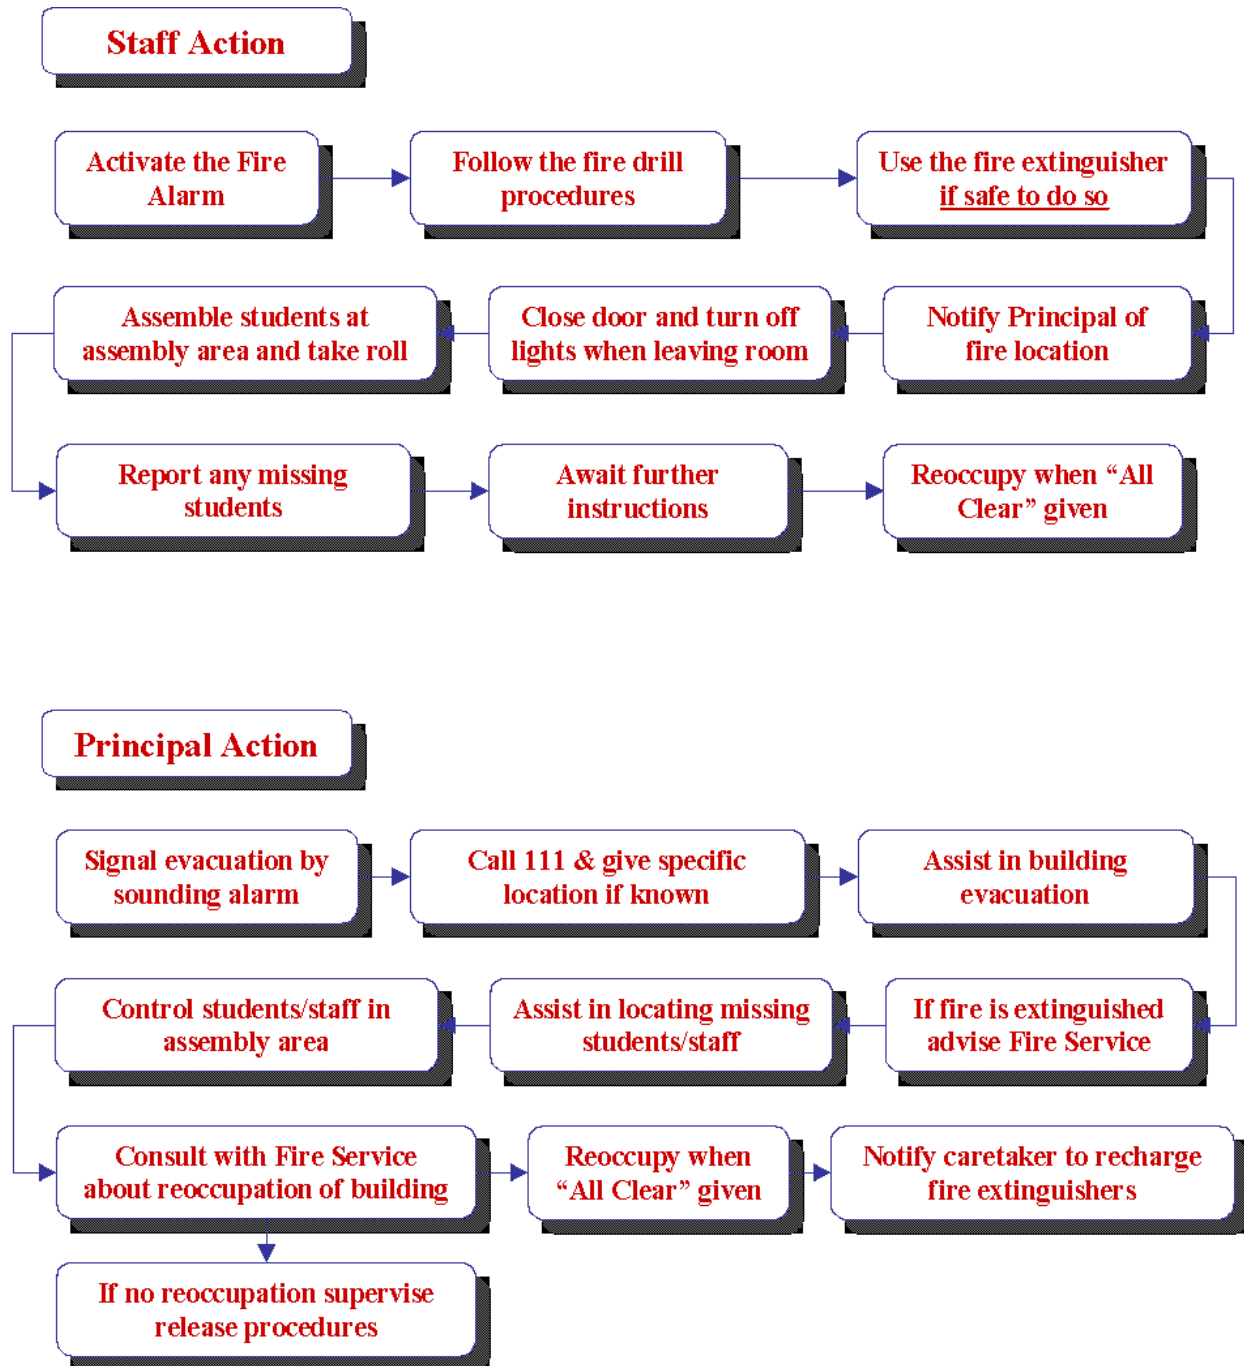 Staff Action
Activate the Fire
Alarm
Follow the fire drill
procedures
Use the fire extinguisher
if safe to do so
Notify Principal of
fire location
Close door and turn off
lights when leaving room
Assemble students at
assembly area and take roll
Report any missing
students
Await further
instructions
Reoccupy when “All
Clear” given
Principal Action
Signal evacuation by
sounding alarm
Call 111 & give specific
location if known
Assist in building
evacuation
If fire is extinguished
advise Fire Service
Assist in locating missing
students/staff
Control students/staff in
assembly area
Consult with Fire Service
about reoccupation of building
Reoccupy when
“All Clear” given
Notify caretaker to recharge
fire extinguishers
If no reoccupation supervise
release procedures